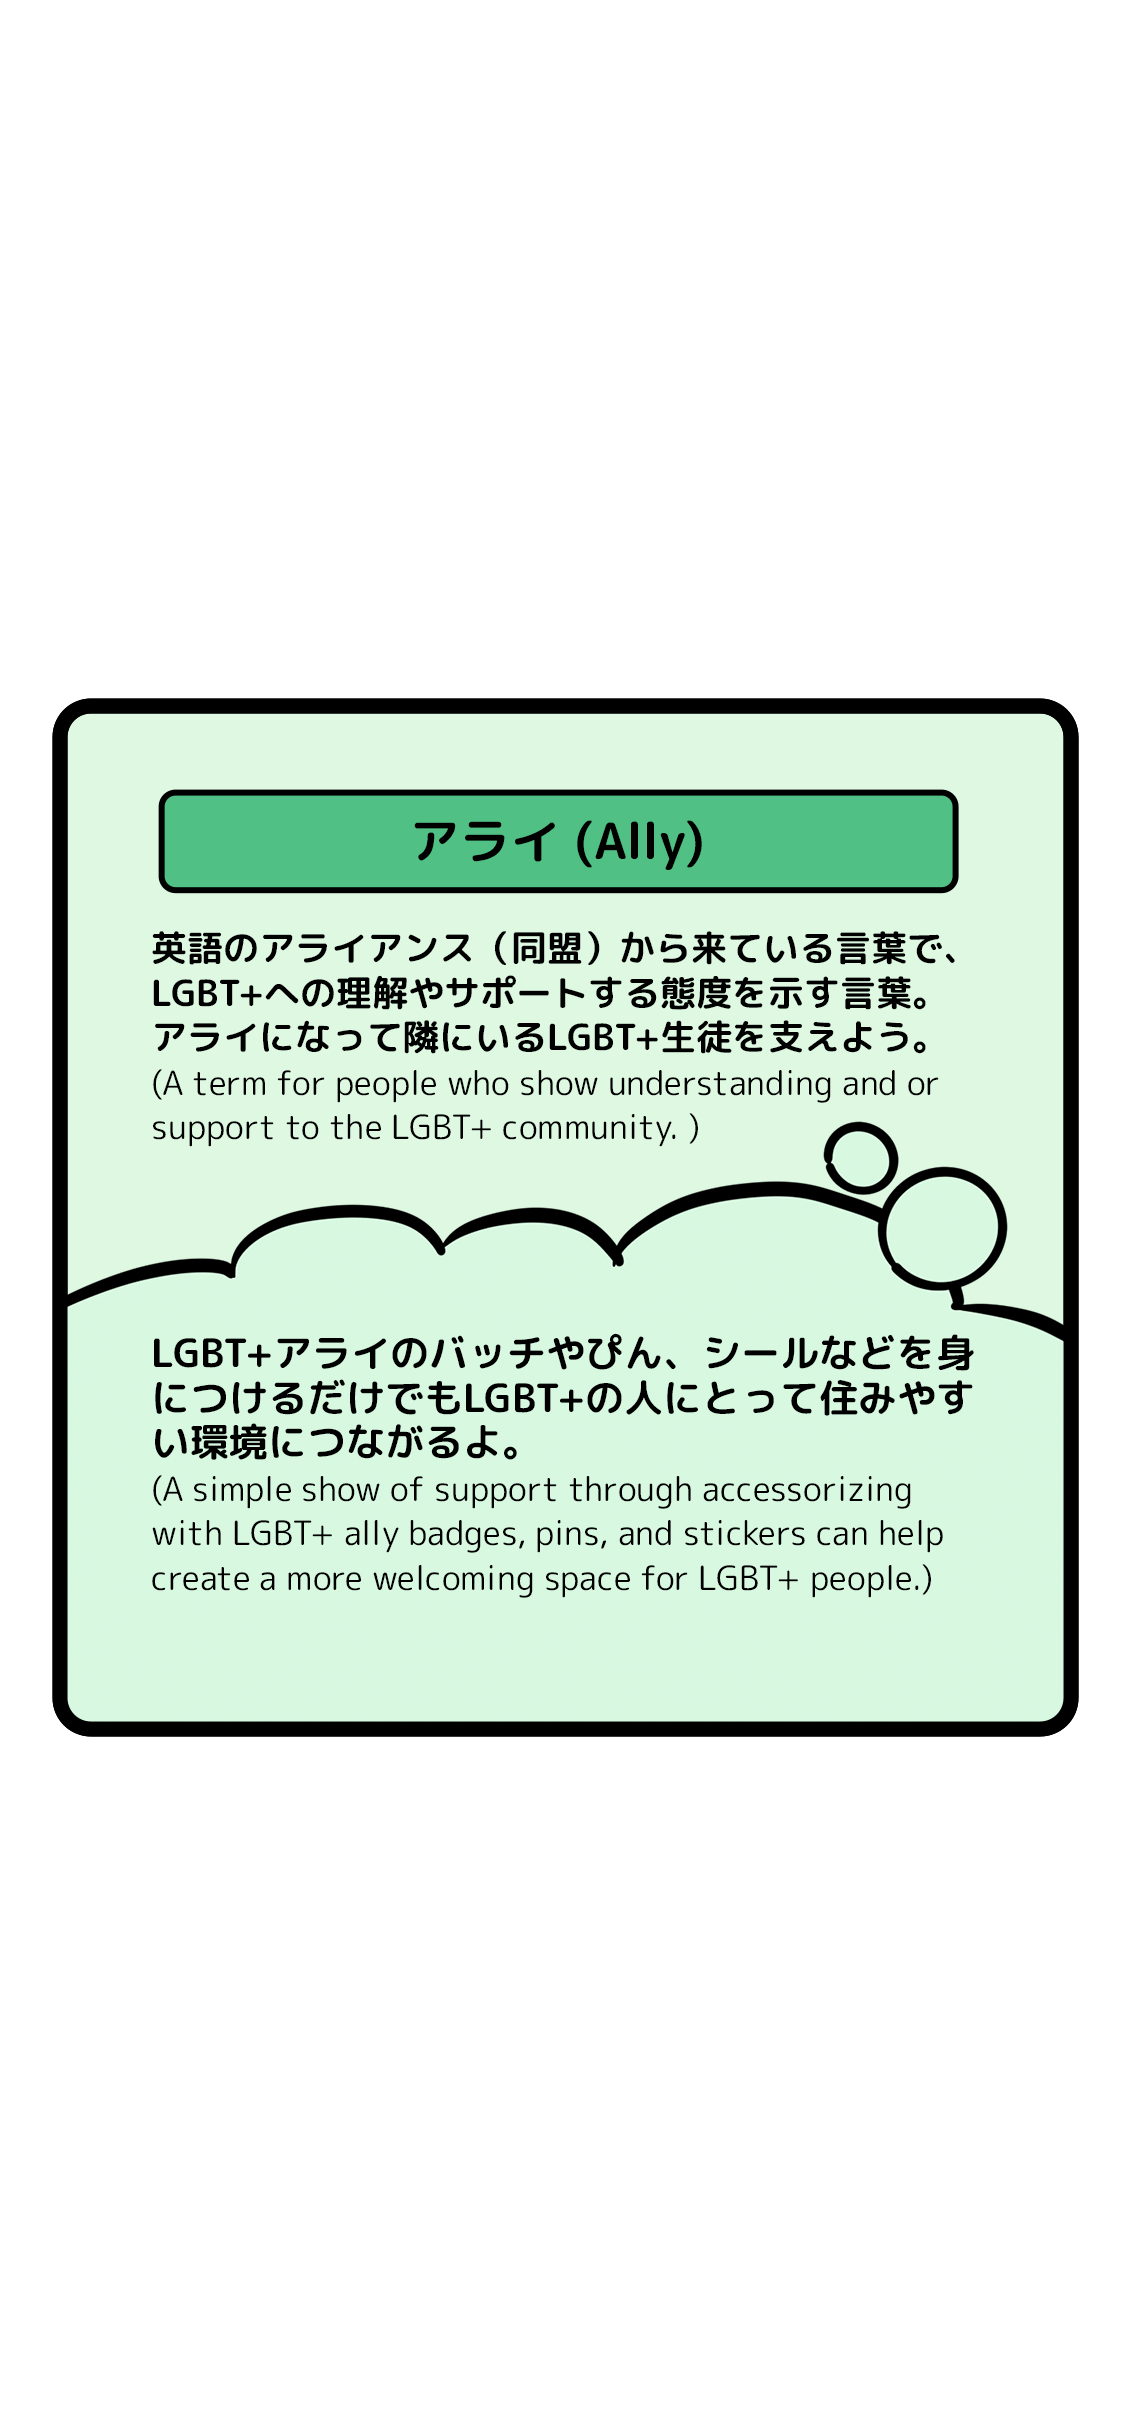 アライ (Ally)
英語のアライアンス（同盟）から来ている言葉で、
LGBT+への理解やサポートする態度を示す言葉。
アライになって隣にいるLGBT+生徒を支えよう。
(A term for people who show understanding and or
support to the LGBT+ community. )
LGBT+アライのバッチやぴん、シールなどを身
につけるだけでもLGBT+の人にとって住みやす
い環境につながるよ。
(A simple show of support through accessorizing
with LGBT+ ally badges, pins, and stickers can help
create a more welcoming space for LGBT+ people.)